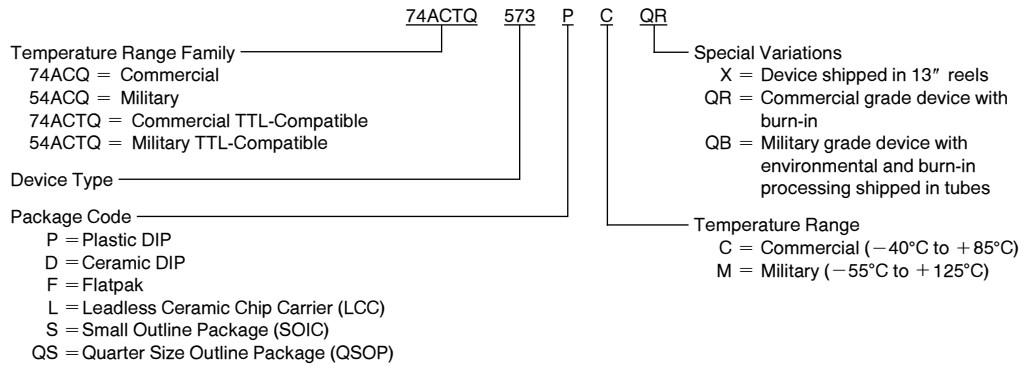 74ACTQ 573 P C QR
Temperature Range Family
74ACQ = Commercial
54ACQ = Military
74ACTQ = Commercial TTL-Compatible
54ACTQ = Military TTL-Compatible
Device Type
Package Code
P = Plastic DIP
D = Ceramic DIP
F = Flatpak
L = Leadless Ceramic Chip Carrier (LCC)
S = Small Outline Package (SOIC)
QS = Quarter Size Outline Package (QSOP)
Special Variations
X = Device shipped in 13″ reels
QR = Commercial grade device with
burn-in
QB = Military grade device with
environmental and burn-in
processing shipped in tubes
Temperature Range
C = Commercial (−40°C to +85°C)
M = Military (−55°C to +125°C)